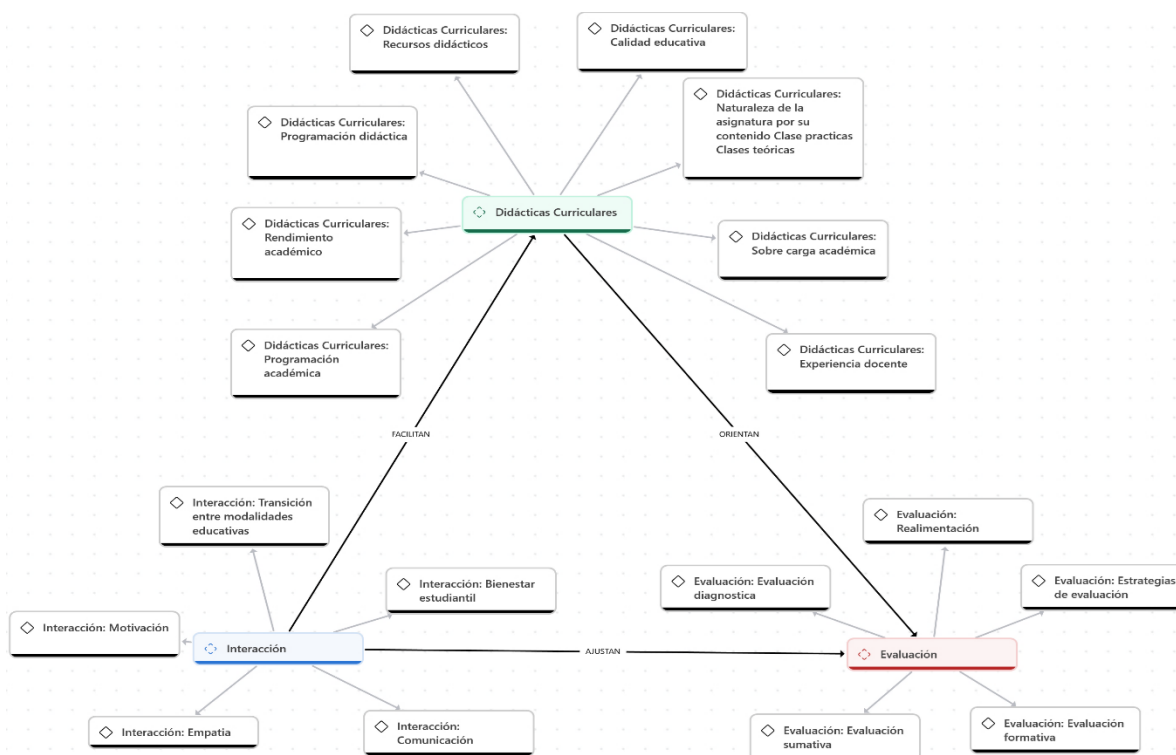 Didácticas Curriculares:
Recursos didácticos
Didácticas Curriculares:
Calidad educativa
Didácticas Curriculares:
Programación didáctica
Didácticas Curriculares:
Naturaleza de la
asignatura por su
contenido Clase practicas
Clases teóricas
Didácticas Curriculares
Didácticas Curriculares:
Rendimiento
académico
Didácticas Curriculares:
Sobre carga académica
Didácticas Curriculares:
Programación
académica
Didácticas Curriculares:
Experiencia docente
FACILITAN
ORIENTAN
Interacción: Transición
entre modalidades
educativas
Evaluación:
Realimentación
Interacción: Bienestar
estudiantil
Evaluación: Evaluación
diagnostica
Evaluación: Estrategias
de evaluación
Interacción: Motivación
Interacción
AJUSTAN
Evaluación
Interacción: Empatia
Interacción:
Comunicación
Evaluación: Evaluación
sumativa
Evaluación: Evaluación
formativa